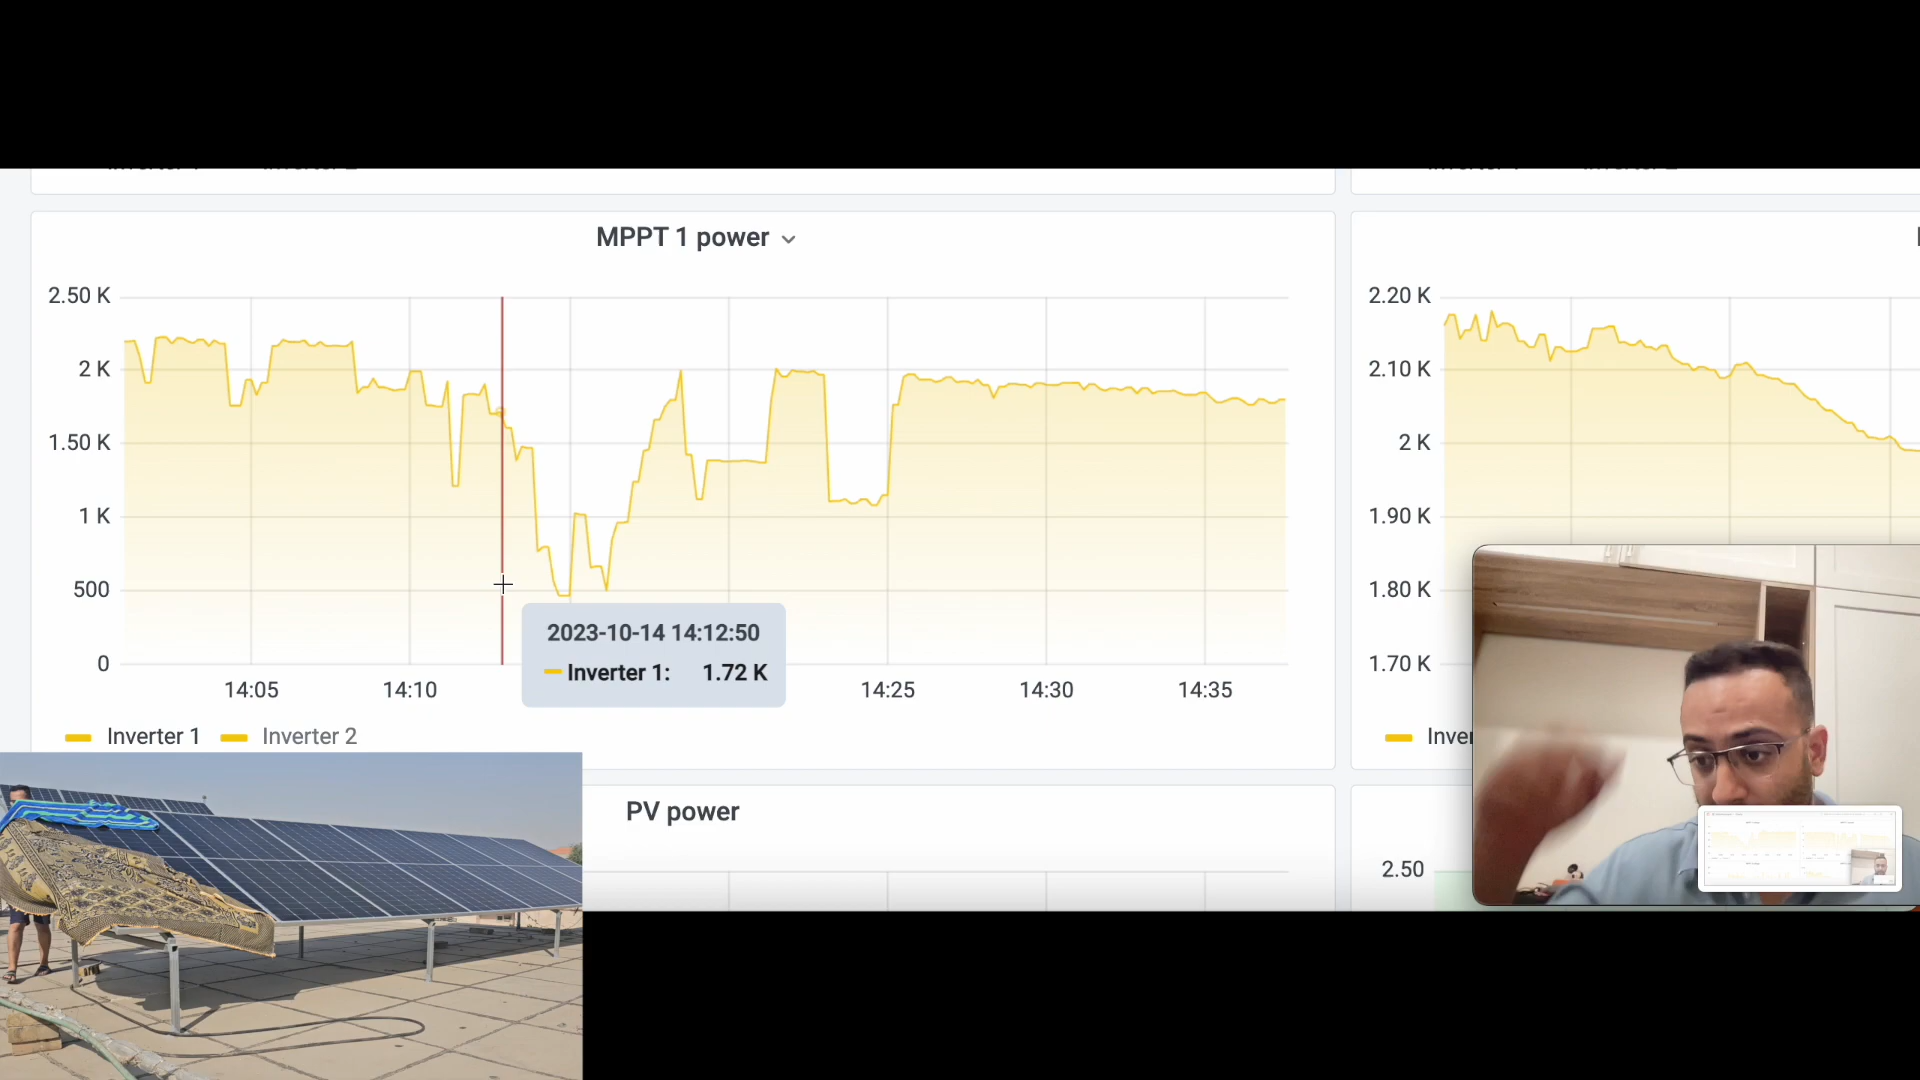 MPPT 1 power
2.50 K
2 K
1.50 K
1 K
500
0
14:05
14:10
14:25
14:30
14:35
2023-10-14 14:12:50
Inverter 1: 1.72 K
Inverter 1
Inverter 2
2.20 K
2.10 K
2 K
1.90 K
1.80 K
1.70 K
PV power
2.50